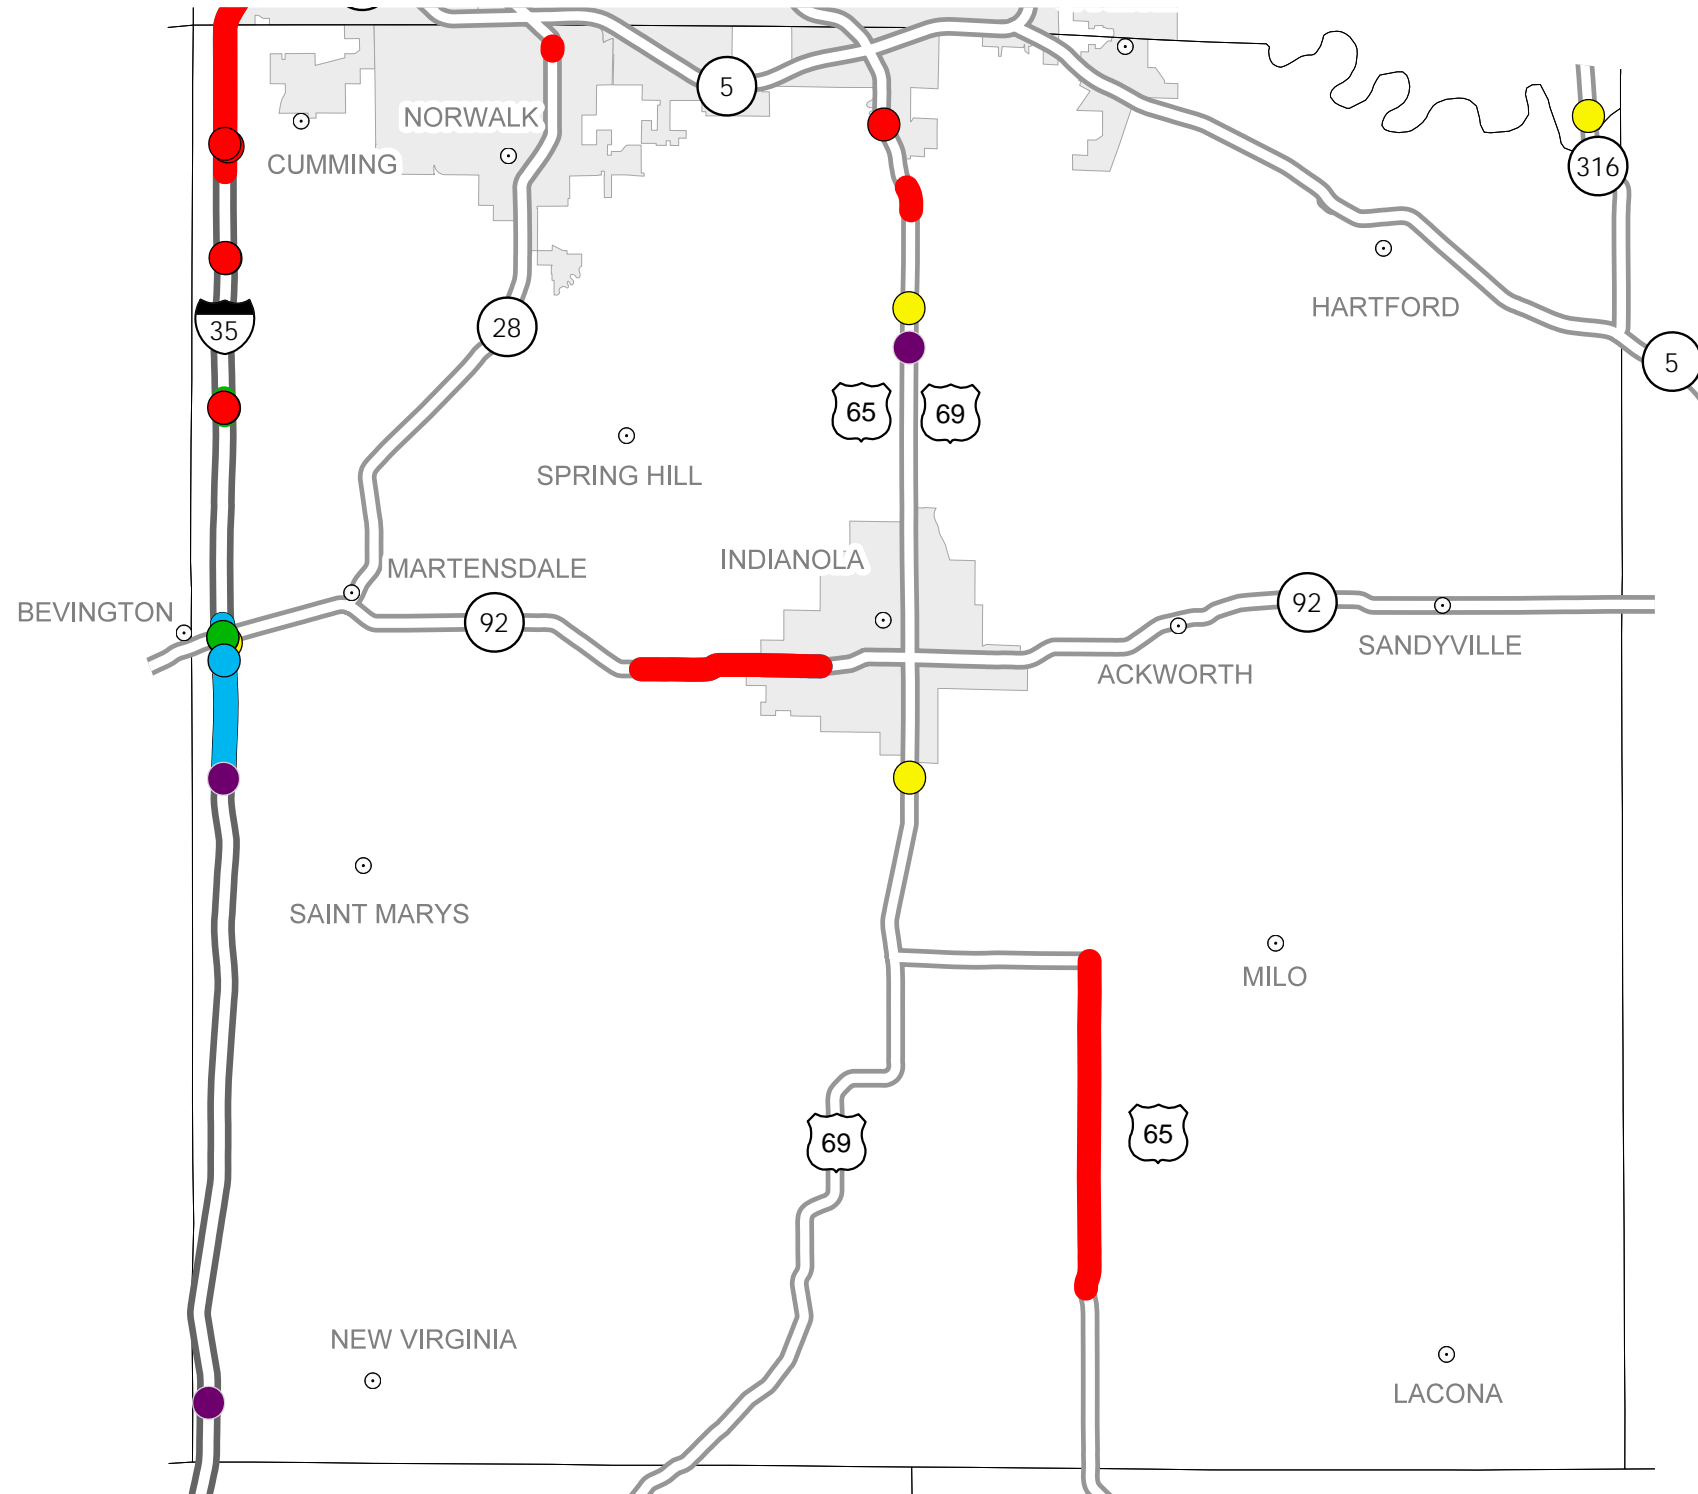 5
NORWALK
CUMMING
316
HARTFORD
35
28
5
65
69
SPRING HILL
INDIANOLA
MARTENSDALE
BEVINGTON
92
92
SANDYVILLE
ACKWORTH
SAINT MARYS
MILO
69
65
NEW VIRGINIA
LACONA